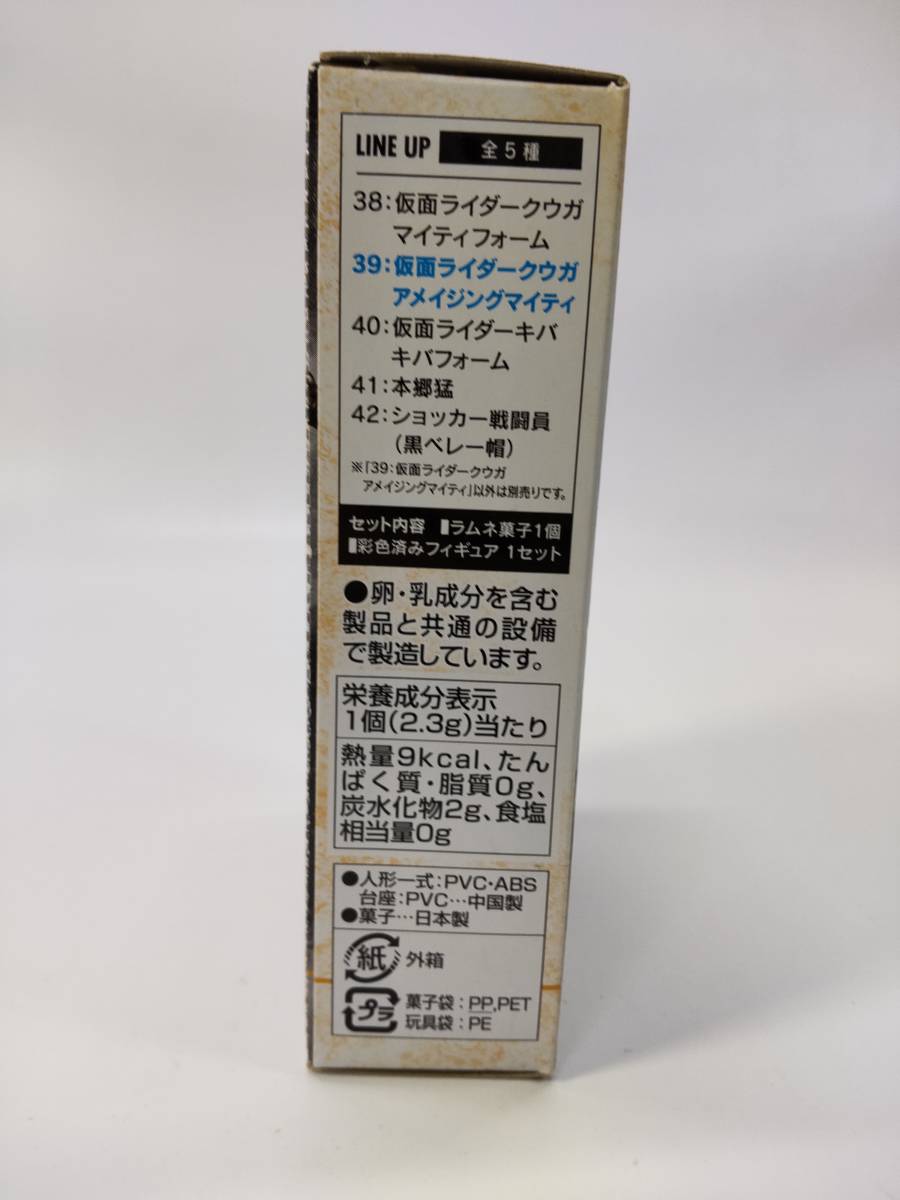 LINE UP 全5種
38:仮面ライダークウガ
マイティフォーム
39:仮面ライダークウガ
アメイジングマイティ
40:仮面ライダーキバ
キバフォーム
41:本郷猛
42:ショッカー戦闘員
(黒ベレー帽)
※「39:仮面ライダークウガ
アメイジングマイティ」以外は別売りです。
セット内容 ■ラムネ菓子1個
■彩色済みフィギュア 1セット
●卵・乳成分を含む
製品と共通の設備
で製造しています。
栄養成分表示
1個(2.3g)当たり
熱量9kcal、たん
ぱく質・脂質0g、
炭水化物2g、食塩
相当量0g
●人形一式:PVC・ABS
台座:PVC…中国製
●菓子…日本製
紙 外箱
プラ 菓子袋:PP,PET
玩具袋:PE